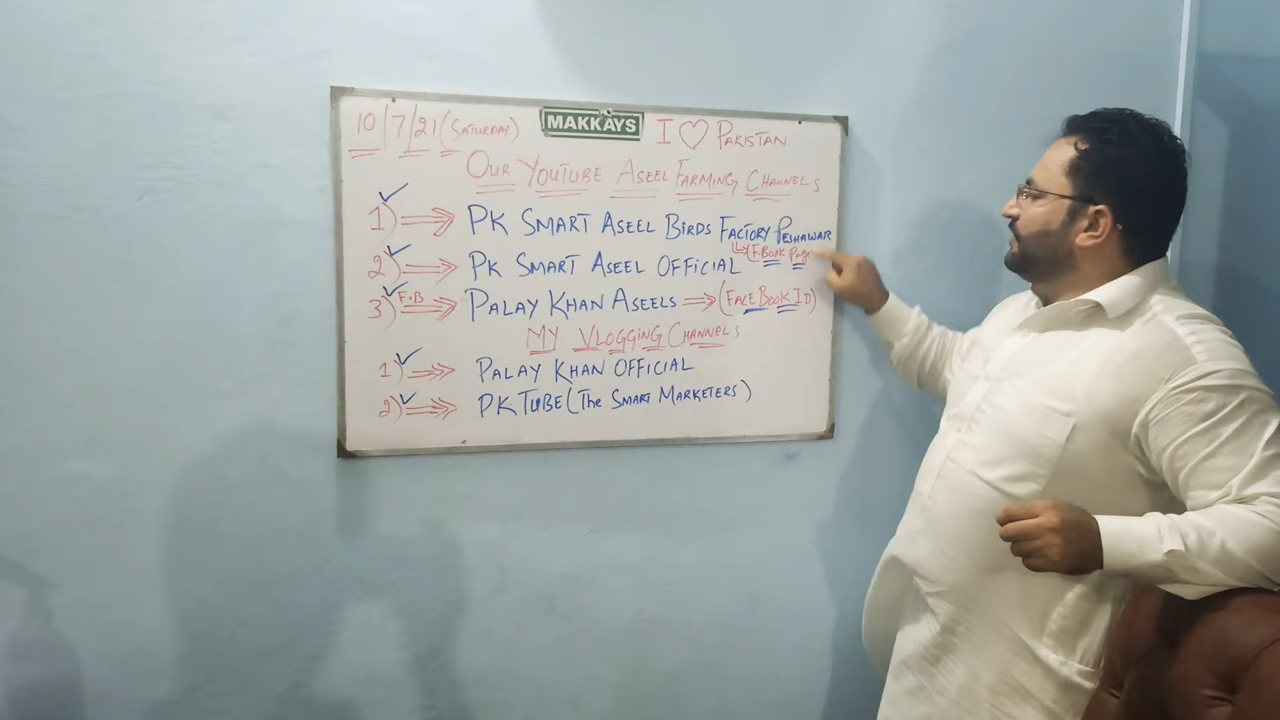 10/7/21 (SATURDAY) MAKKAYS I ♡ PAKISTAN
OUR YOUTUBE ASEEL FARMING CHANNELS
1) ⇒ PK SMART ASEEL BIRDS FACTORY PESHAWAR
↳ (F.BOOK Page
2) ⇒ PK SMART ASEEL OFFICIAL
3) F.B ⇒ PALAY KHAN ASEELS ⇒ (FACEBOOK ID)
MY VLOGGING CHANNELS
1) ⇒ PALAY KHAN OFFICIAL
2) ⇒ PK TUBE (The SMART MARKETERS)